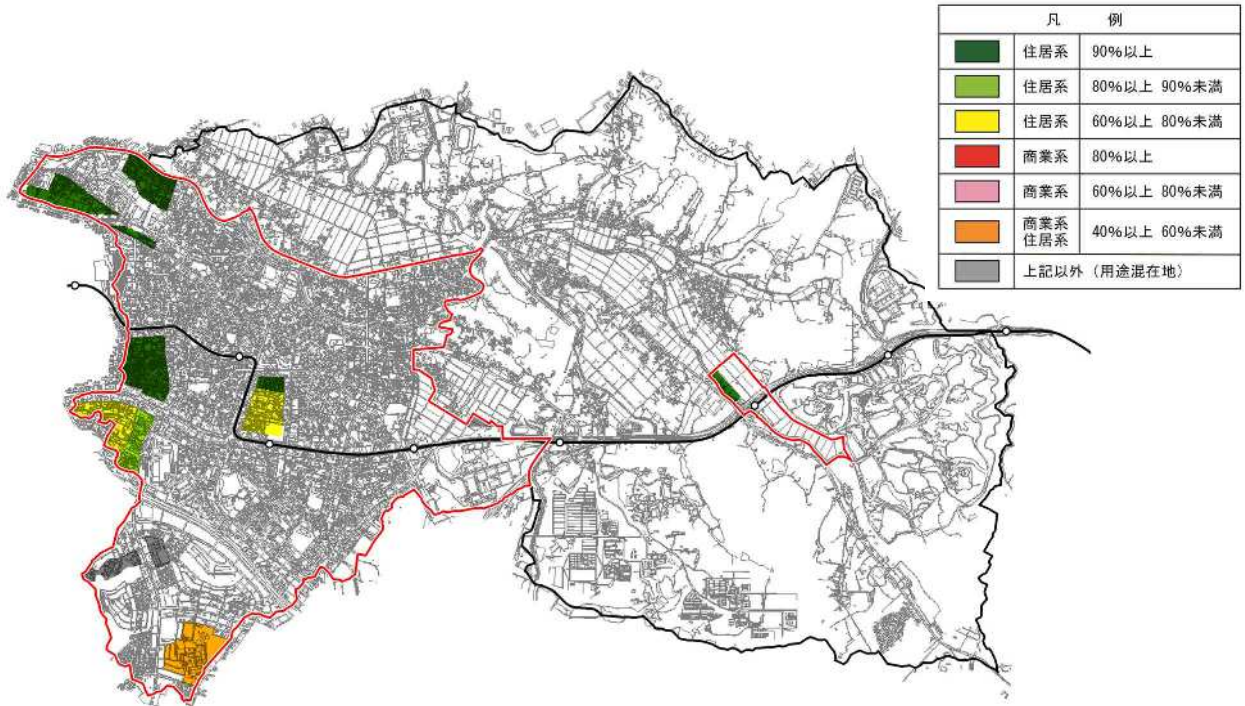 凡 例
住居系 90%以上
住居系 80%以上 90%未満
住居系 60%以上 80%未満
商業系 80%以上
商業系 60%以上 80%未満
商業系
住居系 40%以上 60%未満
上記以外(用途混在地)